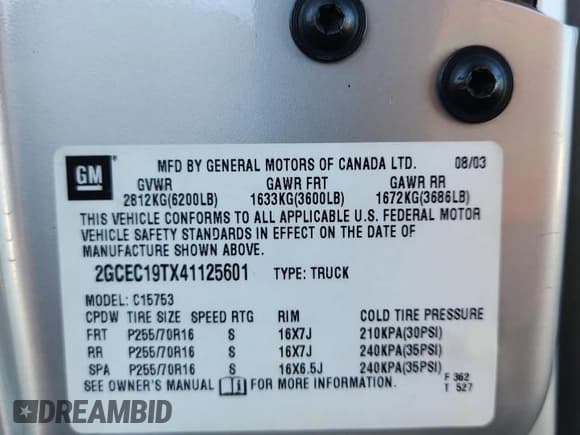 GM
MFD BY GENERAL MOTORS OF CANADA LTD. 08/03
GVWR GAWR FRT GAWR RR
2812KG(6200LB) 1633KG(3600LB) 1672KG(3686LB)
THIS VEHICLE CONFORMS TO ALL APPLICABLE U.S. FEDERAL MOTOR
VEHICLE SAFETY STANDARDS IN EFFECT ON THE DATE OF
MANUFACTURE SHOWN ABOVE.
2GCEC19TX41125601 TYPE: TRUCK
MODEL: C15753
CPDW TIRE SIZE SPEED RTG RIM COLD TIRE PRESSURE
FRT P255/70R16 S 16X7J 210KPA(30PSI)
RR P255/70R16 S 16X7J 240KPA(35PSI)
SPA P255/70R16 S 16X6.5J 240KPA(35PSI)
SEE OWNER'S MANUAL FOR MORE INFORMATION.
F 362
T 527
DREAMBID